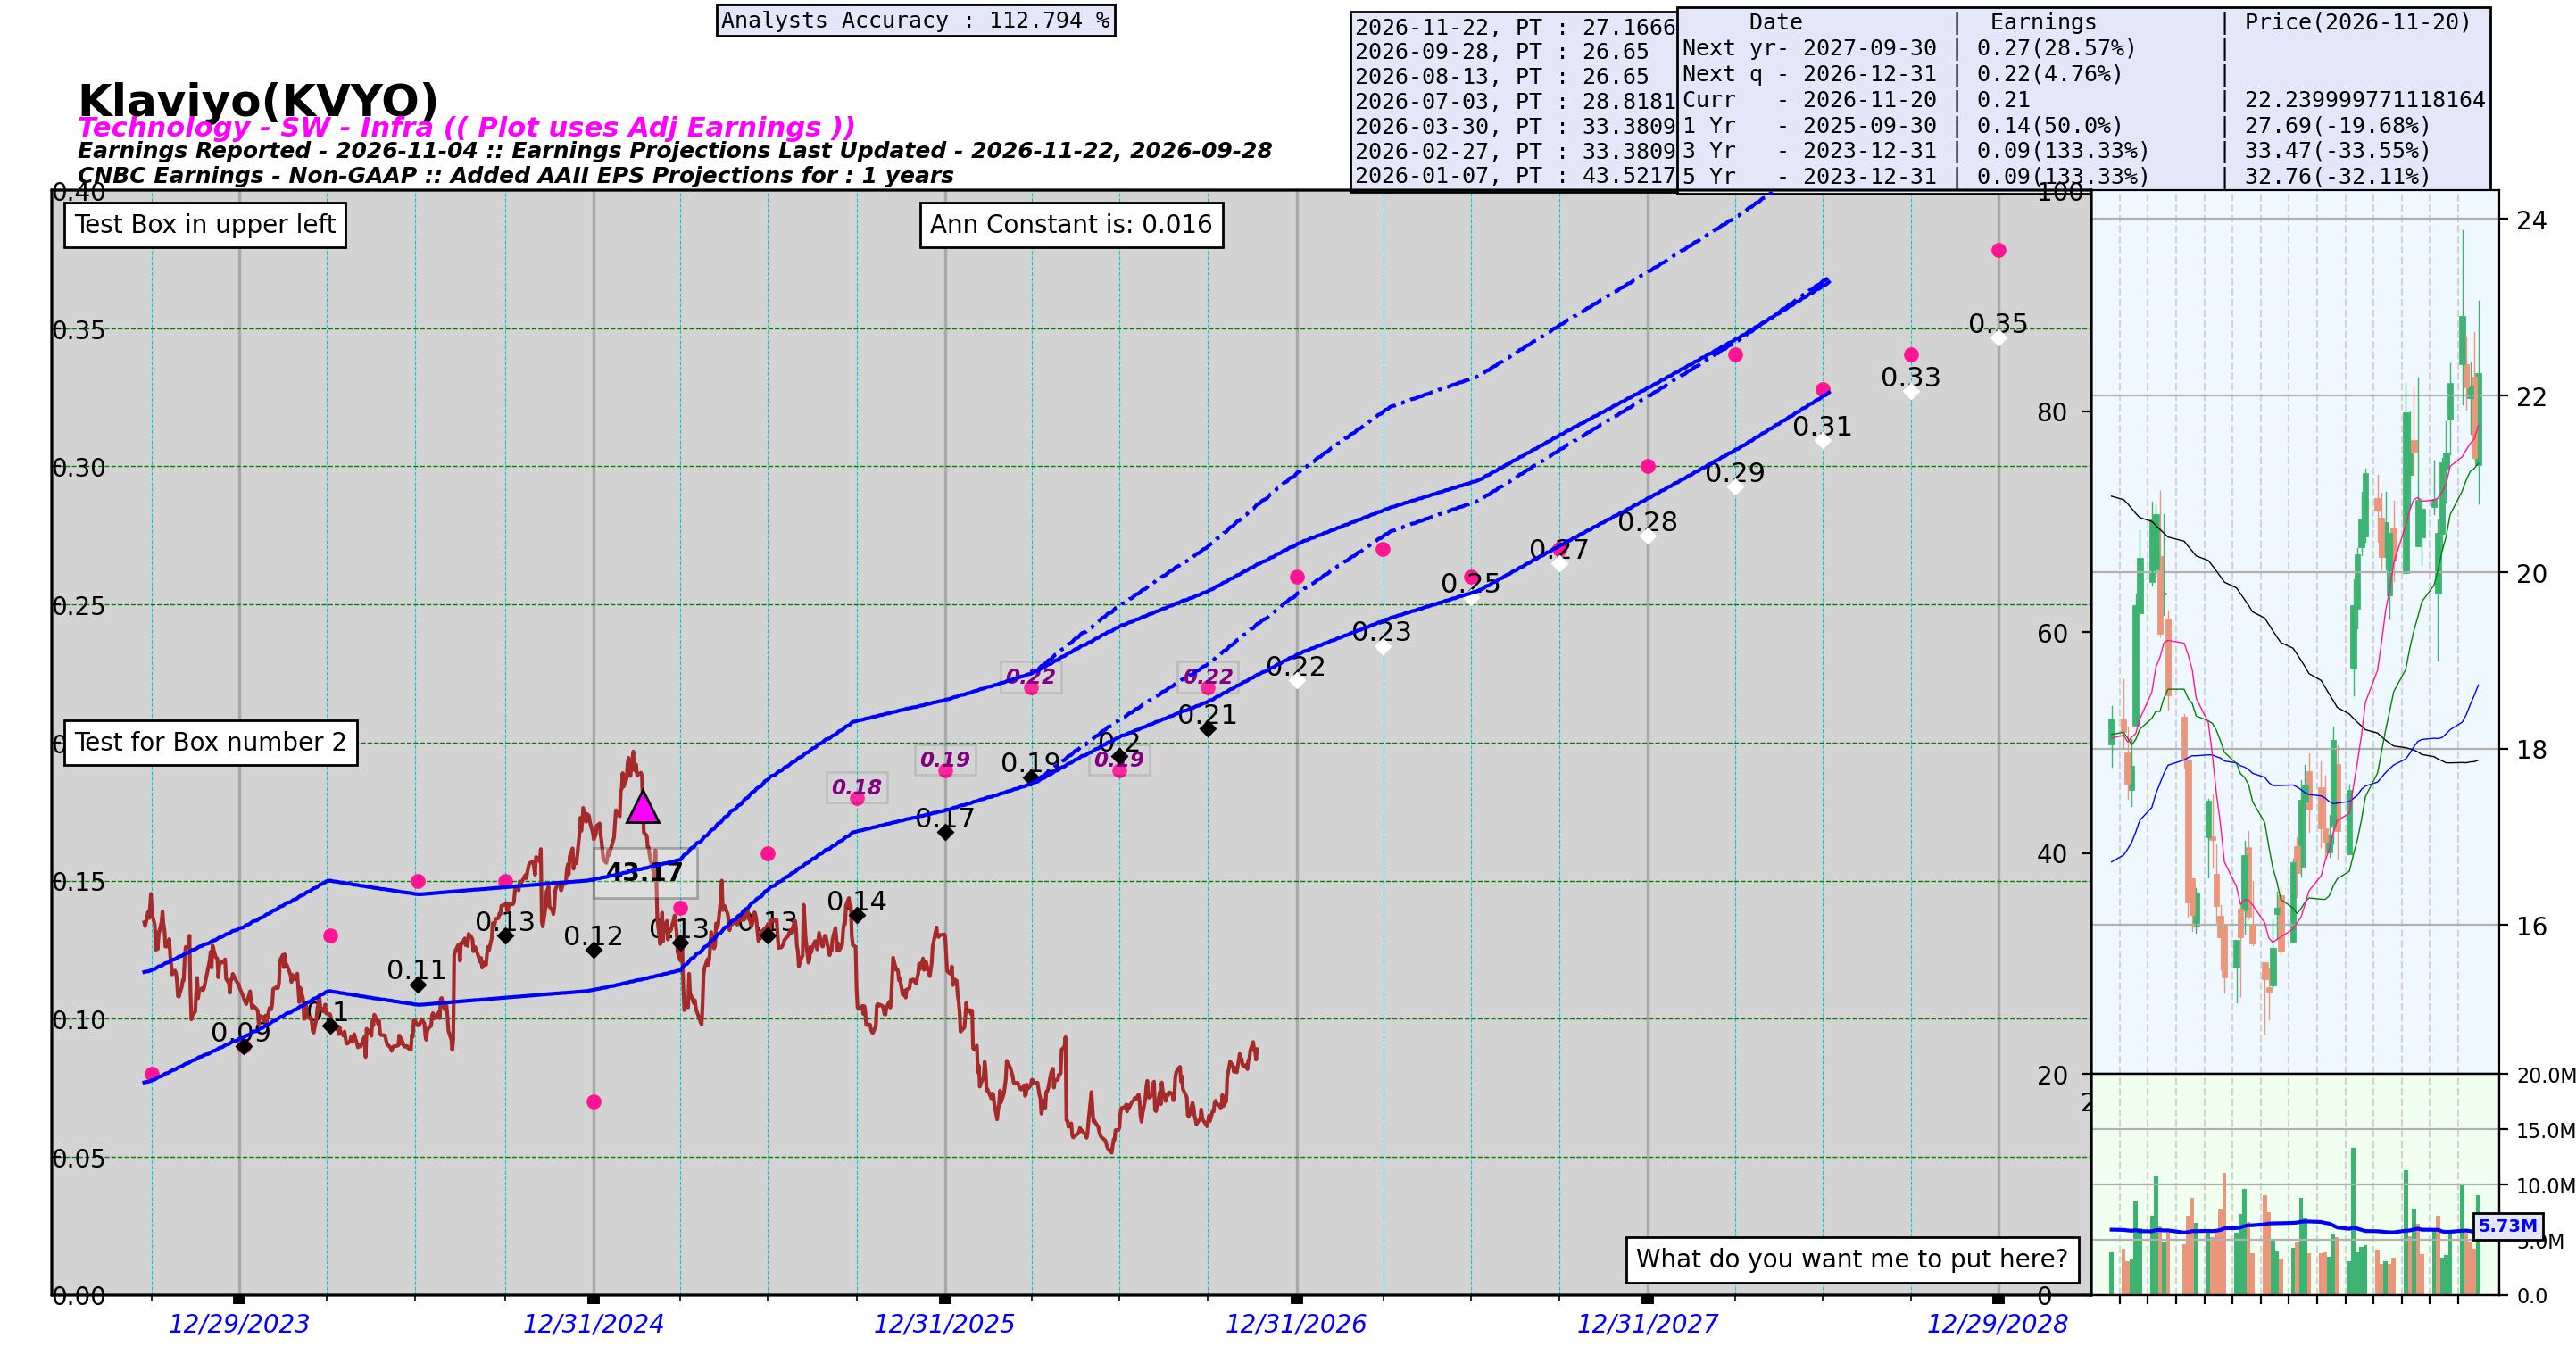 Analysts Accuracy : 112.794 %
2026-11-22, PT : 27.1666
2026-09-28, PT : 26.65
2026-08-13, PT : 26.65
2026-07-03, PT : 28.8181
2026-03-30, PT : 33.3809
2026-02-27, PT : 33.3809
2026-01-07, PT : 43.5217
Date | Earnings | Price(2026-11-20)
Next yr- 2027-09-30 | 0.27(28.57%) |
Next q - 2026-12-31 | 0.22(4.76%) |
Curr - 2026-11-20 | 0.21 | 22.239999771118164
1 Yr - 2025-09-30 | 0.14(50.0%) | 27.69(-19.68%)
3 Yr - 2023-12-31 | 0.09(133.33%) | 33.47(-33.55%)
5 Yr - 2023-12-31 | 0.09(133.33%) | 32.76(-32.11%)
Klaviyo(KVYO)
Technology - SW - Infra (( Plot uses Adj Earnings ))
Earnings Reported - 2026-11-04 :: Earnings Projections Last Updated - 2026-11-22, 2026-09-28
CNBC Earnings - Non-GAAP :: Added AAII EPS Projections for : 1 years
0.40
0.35
0.30
0.25
0.15
0.10
0.05
0.00
Test Box in upper left
Ann Constant is: 0.016
Test for Box number 2
What do you want me to put here?
43.17
0.09
0.1
0.11
0.13
0.12
0.13
0.13
0.14
0.17
0.19
0.2
0.21
0.22
0.23
0.25
0.27
0.28
0.29
0.31
0.33
0.35
0.18
0.19
0.22
0.19
0.22
100
80
60
40
20
0
2
24
22
20
18
16
20.0M
15.0M
10.0M
5.73M
5.0M
0.0
12/29/2023
12/31/2024
12/31/2025
12/31/2026
12/31/2027
12/29/2028